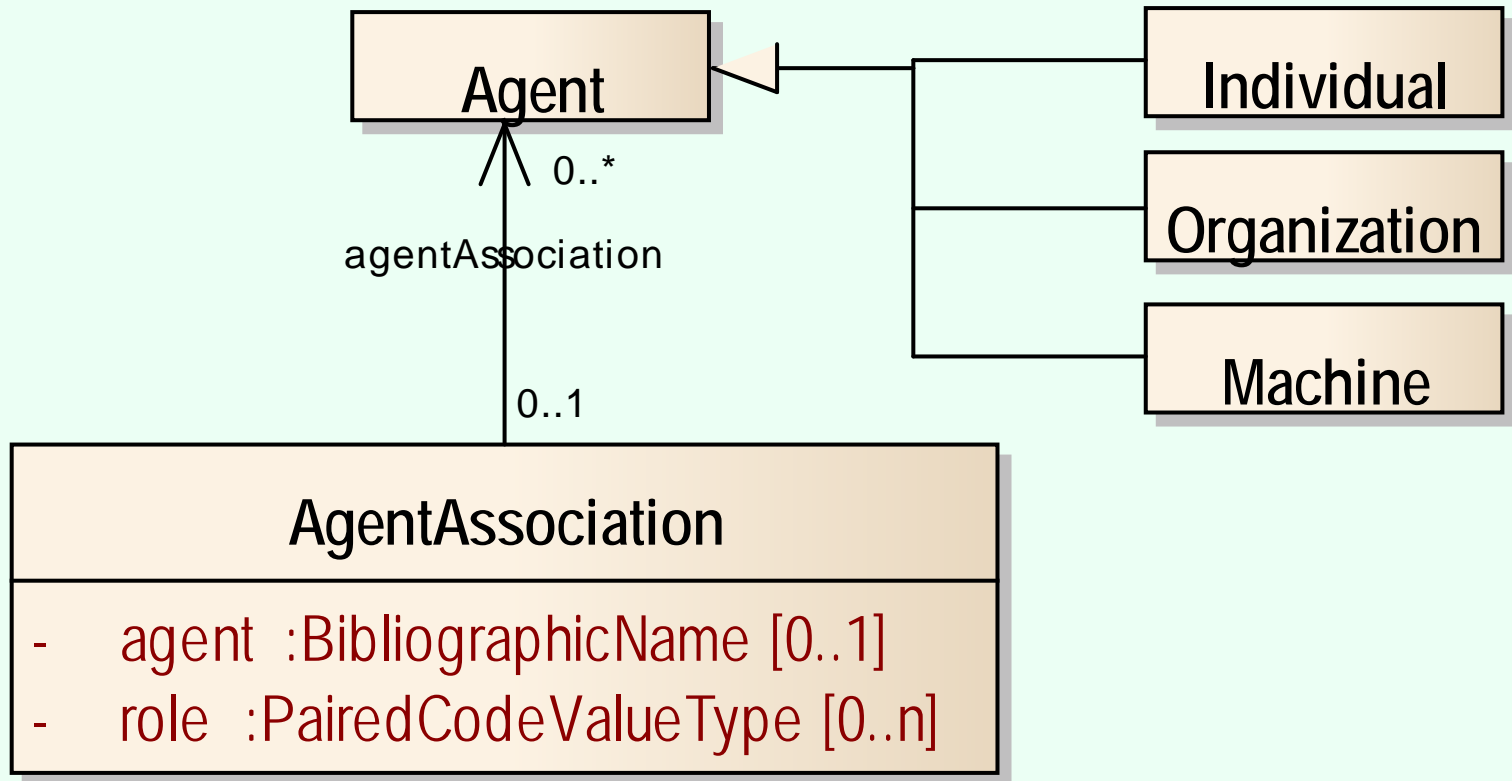 Agent
Individual
Organization
Machine
0..*
agentAssociation
0..1
AgentAssociation
- agent :BibliographicName [0..1]
- role :PairedCodeValueType [0..n]